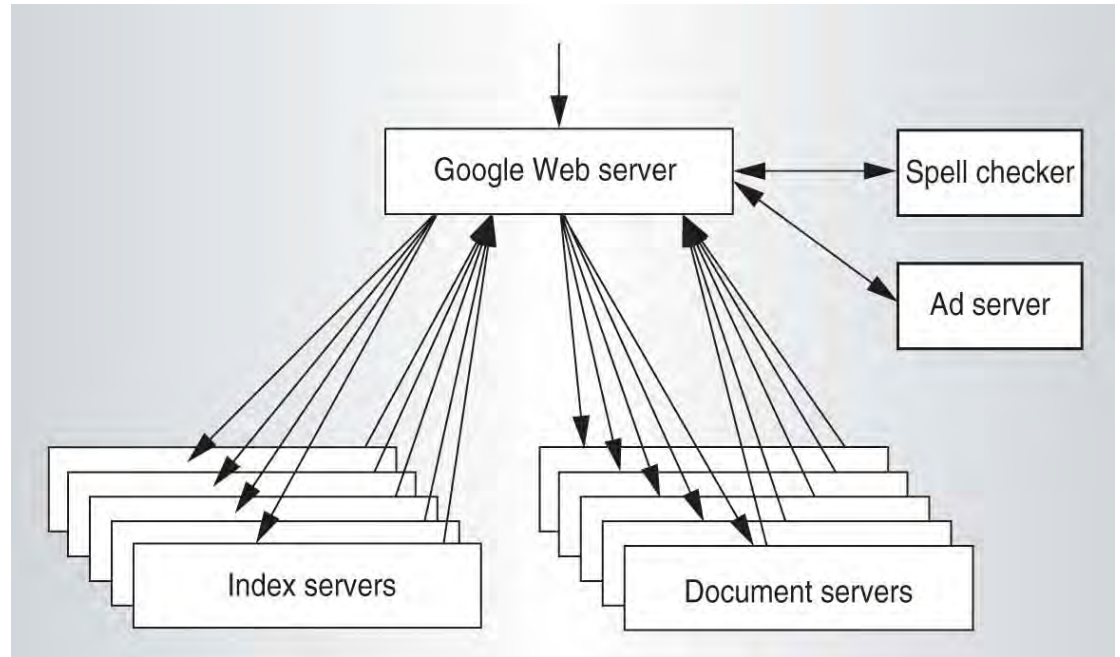 Google Web server
Spell checker
Ad server
Index servers
Document servers